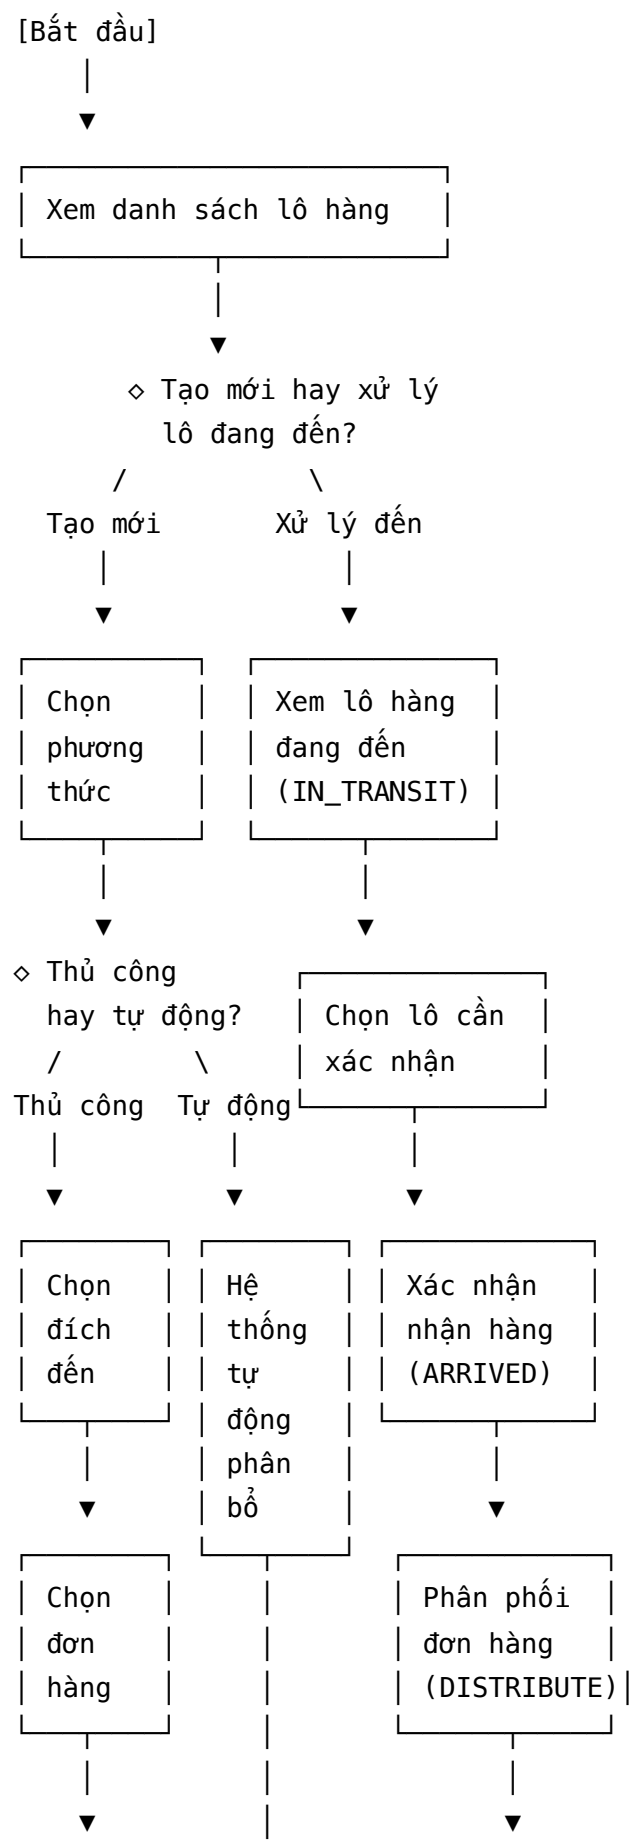 [Bắt đầu]
Xem danh sách lô hàng
◇ Tạo mới hay xử lý
lô đang đến?
Tạo mới
Xử lý đến
Chọn
phương
thức
Xem lô hàng
đang đến
(IN_TRANSIT)
◇ Thủ công
hay tự động?
Thủ công
Tự động
Chọn lô cần
xác nhận
Chọn
đích
đến
Hệ
thống
tự
động
phân
bổ
Xác nhận
nhận hàng
(ARRIVED)
Chọn
đơn
hàng
Phân phối
đơn hàng
(DISTRIBUTE)